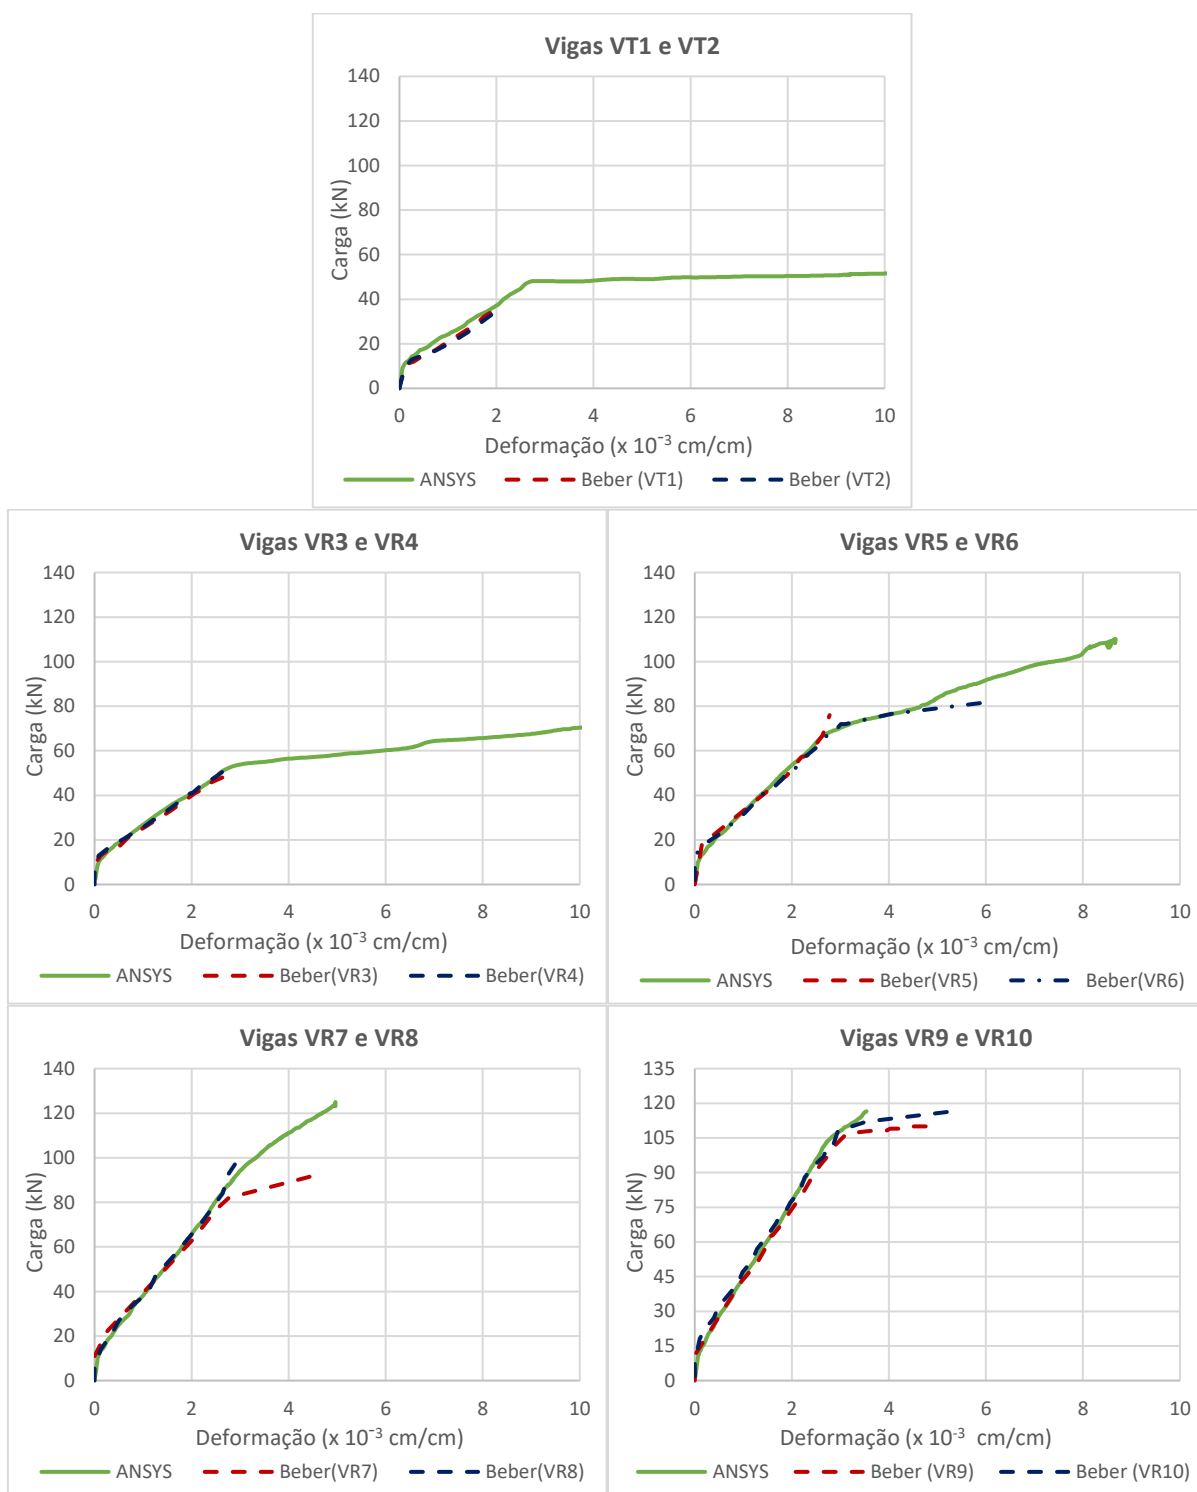 Vigas VT1 e VT2
140
120
100
80
60
40
20
0
Carga (kN)
0 2 4 6 8 10
Deformação (x 10⁻³ cm/cm)
ANSYS Beber (VT1) Beber (VT2)
Vigas VR3 e VR4
140
120
100
80
60
40
20
0
Carga (kN)
0 2 4 6 8 10
Deformação (x 10⁻³ cm/cm)
ANSYS Beber(VR3) Beber(VR4)
Vigas VR5 e VR6
140
120
100
80
60
40
20
0
Carga (kN)
0 2 4 6 8 10
Deformação (x 10⁻³ cm/cm)
ANSYS Beber(VR5) Beber(VR6)
Vigas VR7 e VR8
140
120
100
80
60
40
20
0
Carga (kN)
0 2 4 6 8 10
Deformação (x 10⁻³ cm/cm)
ANSYS Beber(VR7) Beber(VR8)
Vigas VR9 e VR10
135
120
105
90
75
60
45
30
15
0
Carga (kN)
0 2 4 6 8 10
Deformação (x 10⁻³ cm/cm)
ANSYS Beber (VR9) Beber (VR10)